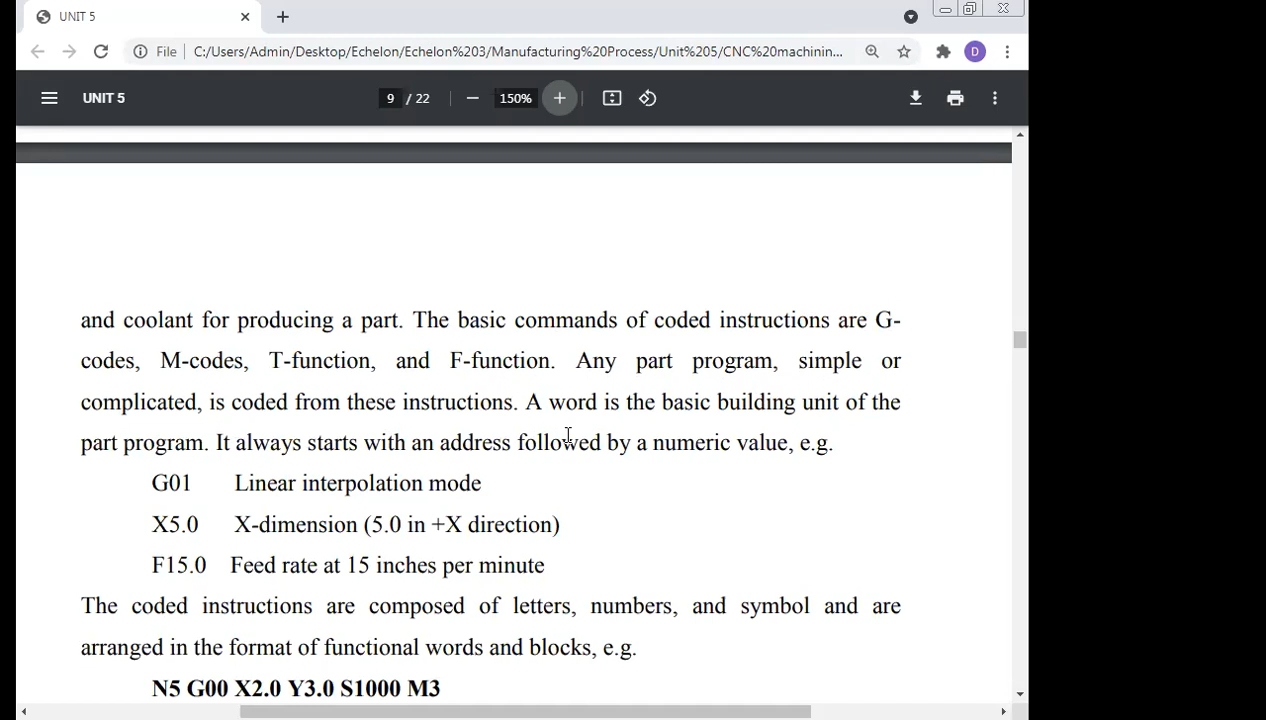 UNIT 5
File C:/Users/Admin/Desktop/Echelon/Echelon%203/Manufacturing%20Process/Unit%205/CNC%20machinin... D
UNIT 5 9 / 22 150%
and coolant for producing a part. The basic commands of coded instructions are G-
codes, M-codes, T-function, and F-function. Any part program, simple or
complicated, is coded from these instructions. A word is the basic building unit of the
part program. It always starts with an address followed by a numeric value, e.g.
G01 Linear interpolation mode
X5.0 X-dimension (5.0 in +X direction)
F15.0 Feed rate at 15 inches per minute
The coded instructions are composed of letters, numbers, and symbol and are
arranged in the format of functional words and blocks, e.g.
N5 G00 X2.0 Y3.0 S1000 M3